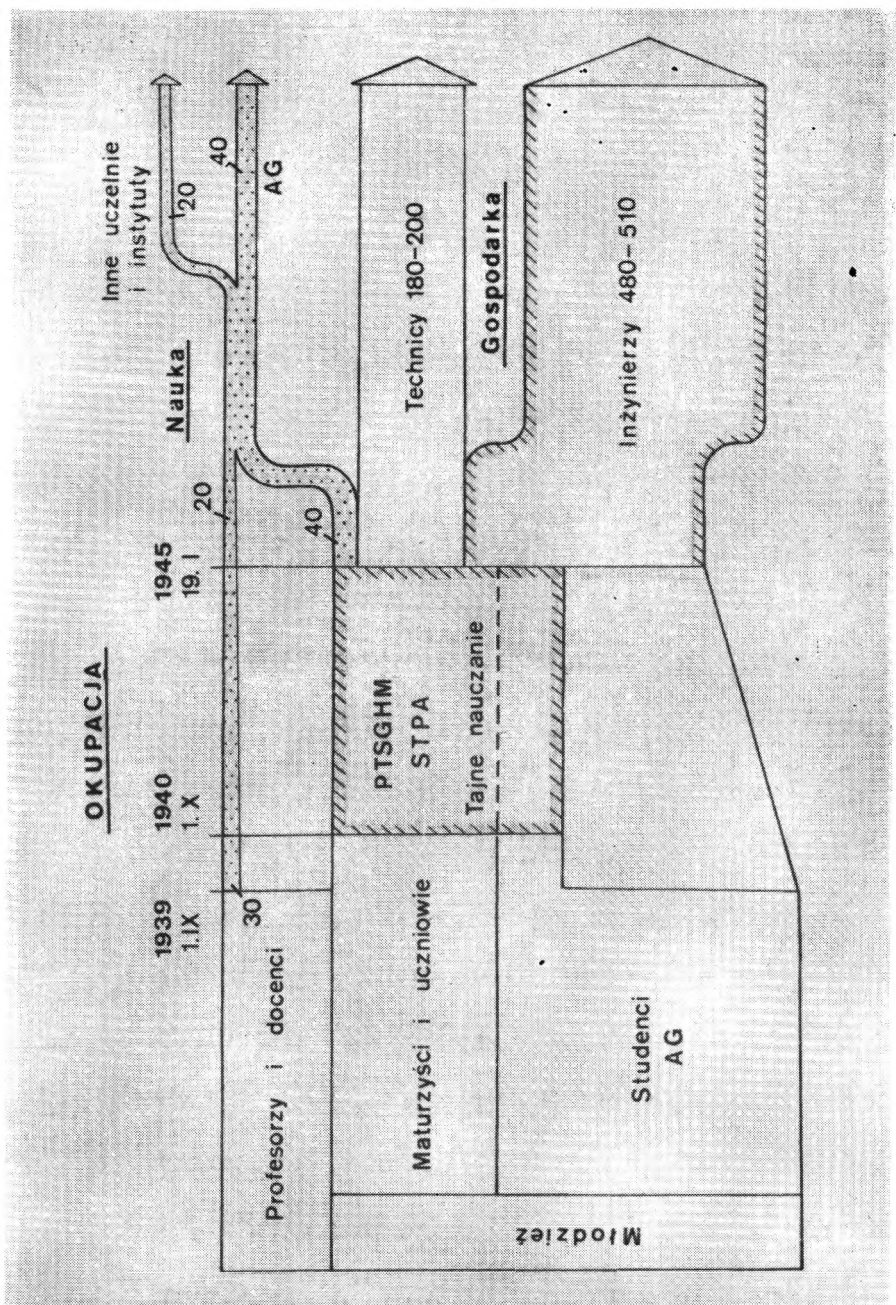 OKUPACJA
1939
1.IX
1940
1. X
1945
19. I
Nauka
Inne uczelnie
i instytuty
20
20
40
AG
30
40
Profesorzy i docenci
Młodzież
Maturzyści i uczniowie
PTSGHM
STPA
Tajne nauczanie
Technicy 180-200
Gospodarka
Studenci
AG
Inżynierzy 480-510